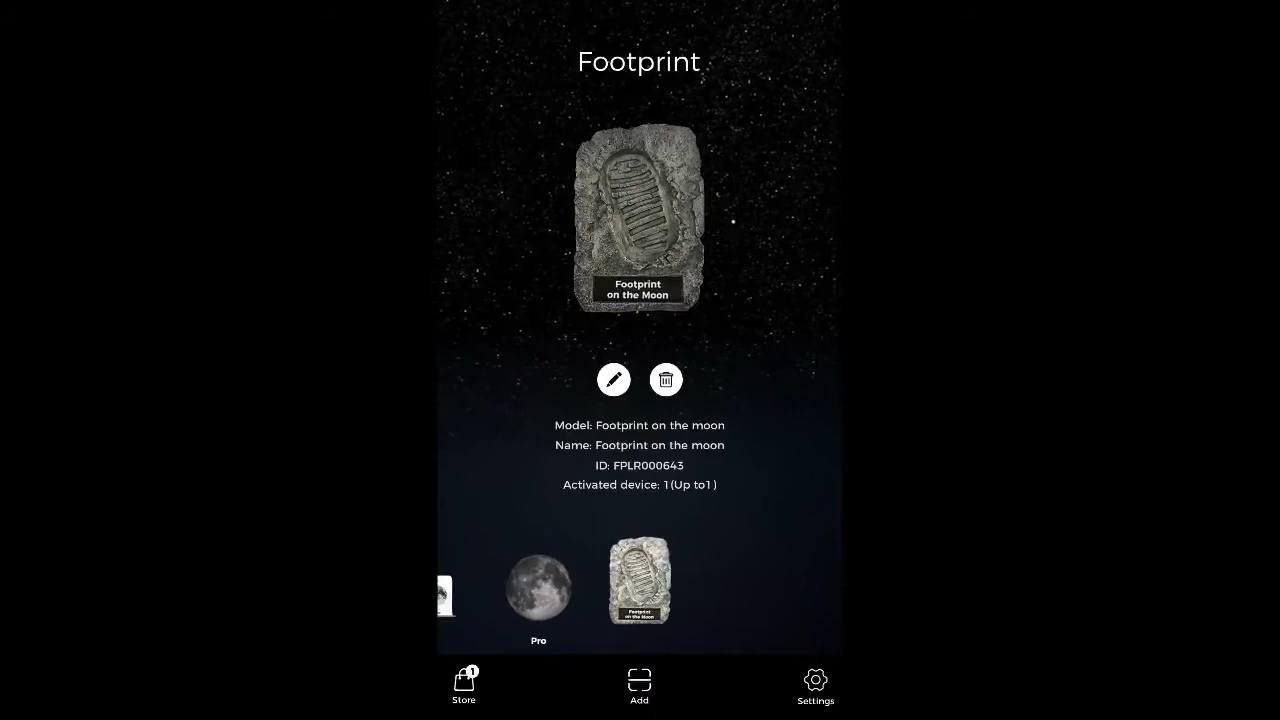 Footprint
Footprint
on the Moon
Model: Footprint on the moon
Name: Footprint on the moon
ID: FPLR000643
Activated device: 1(Up to1)
Footprint
on the Moon
Pro
1
Store
Add
Settings